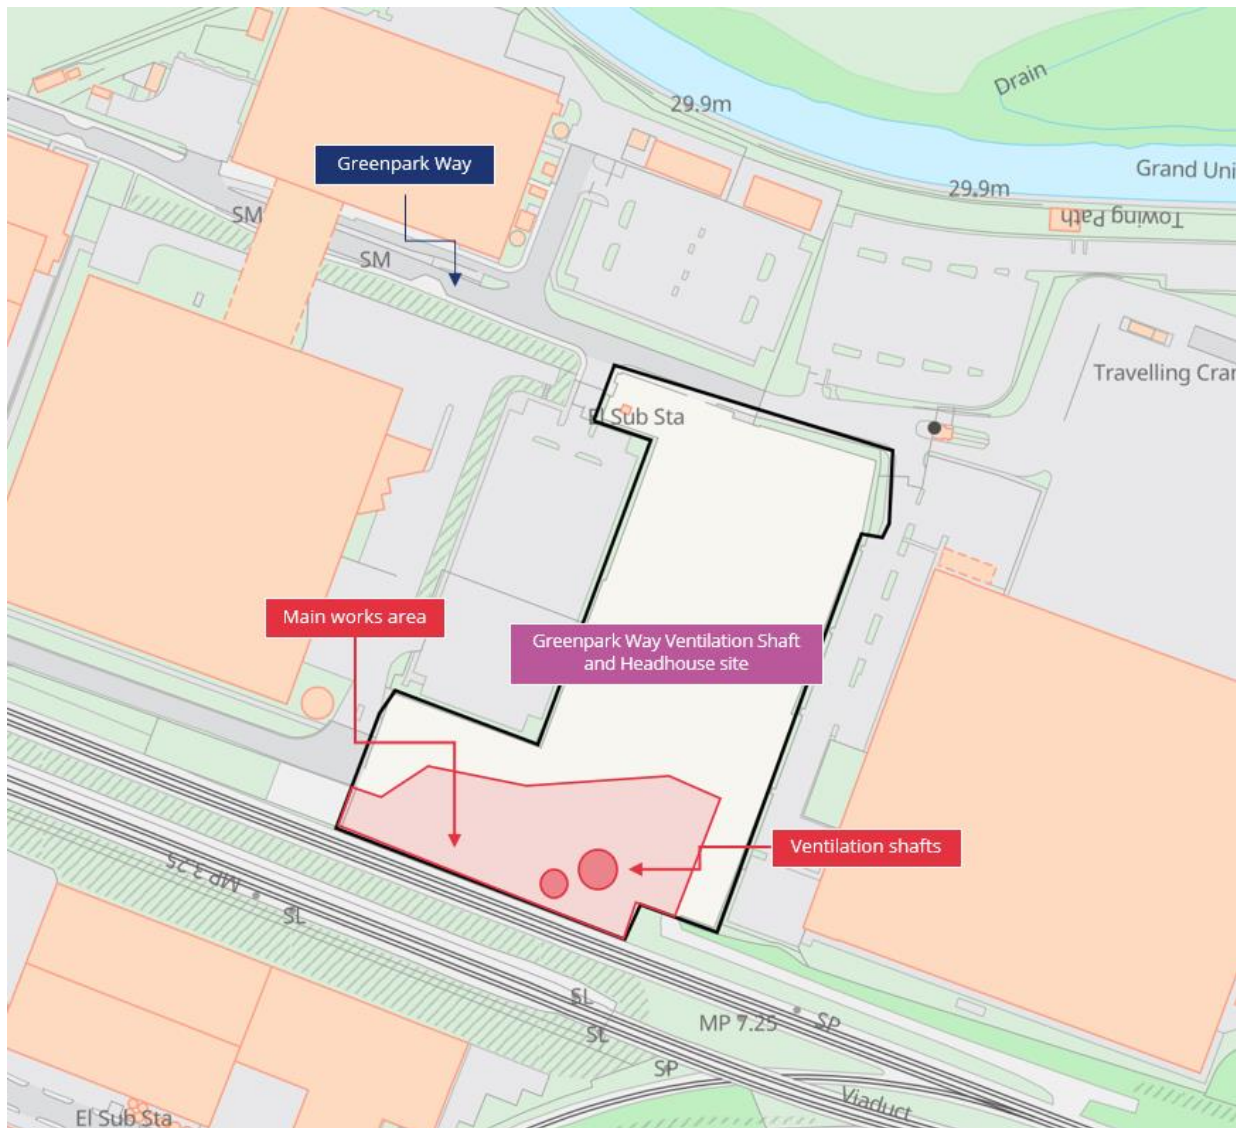 Drain
29.9m
Greenpark Way
Grand Uni
29.9m
Towing Path
SM
SM
Travelling Cran
El Sub Sta
Main works area
Greenpark Way Ventilation Shaft
and Headhouse site
Ventilation shafts
MP 3.25
SL
SL
MP 7.25
SP
SL
SP
Viaduct
El Sub Sta